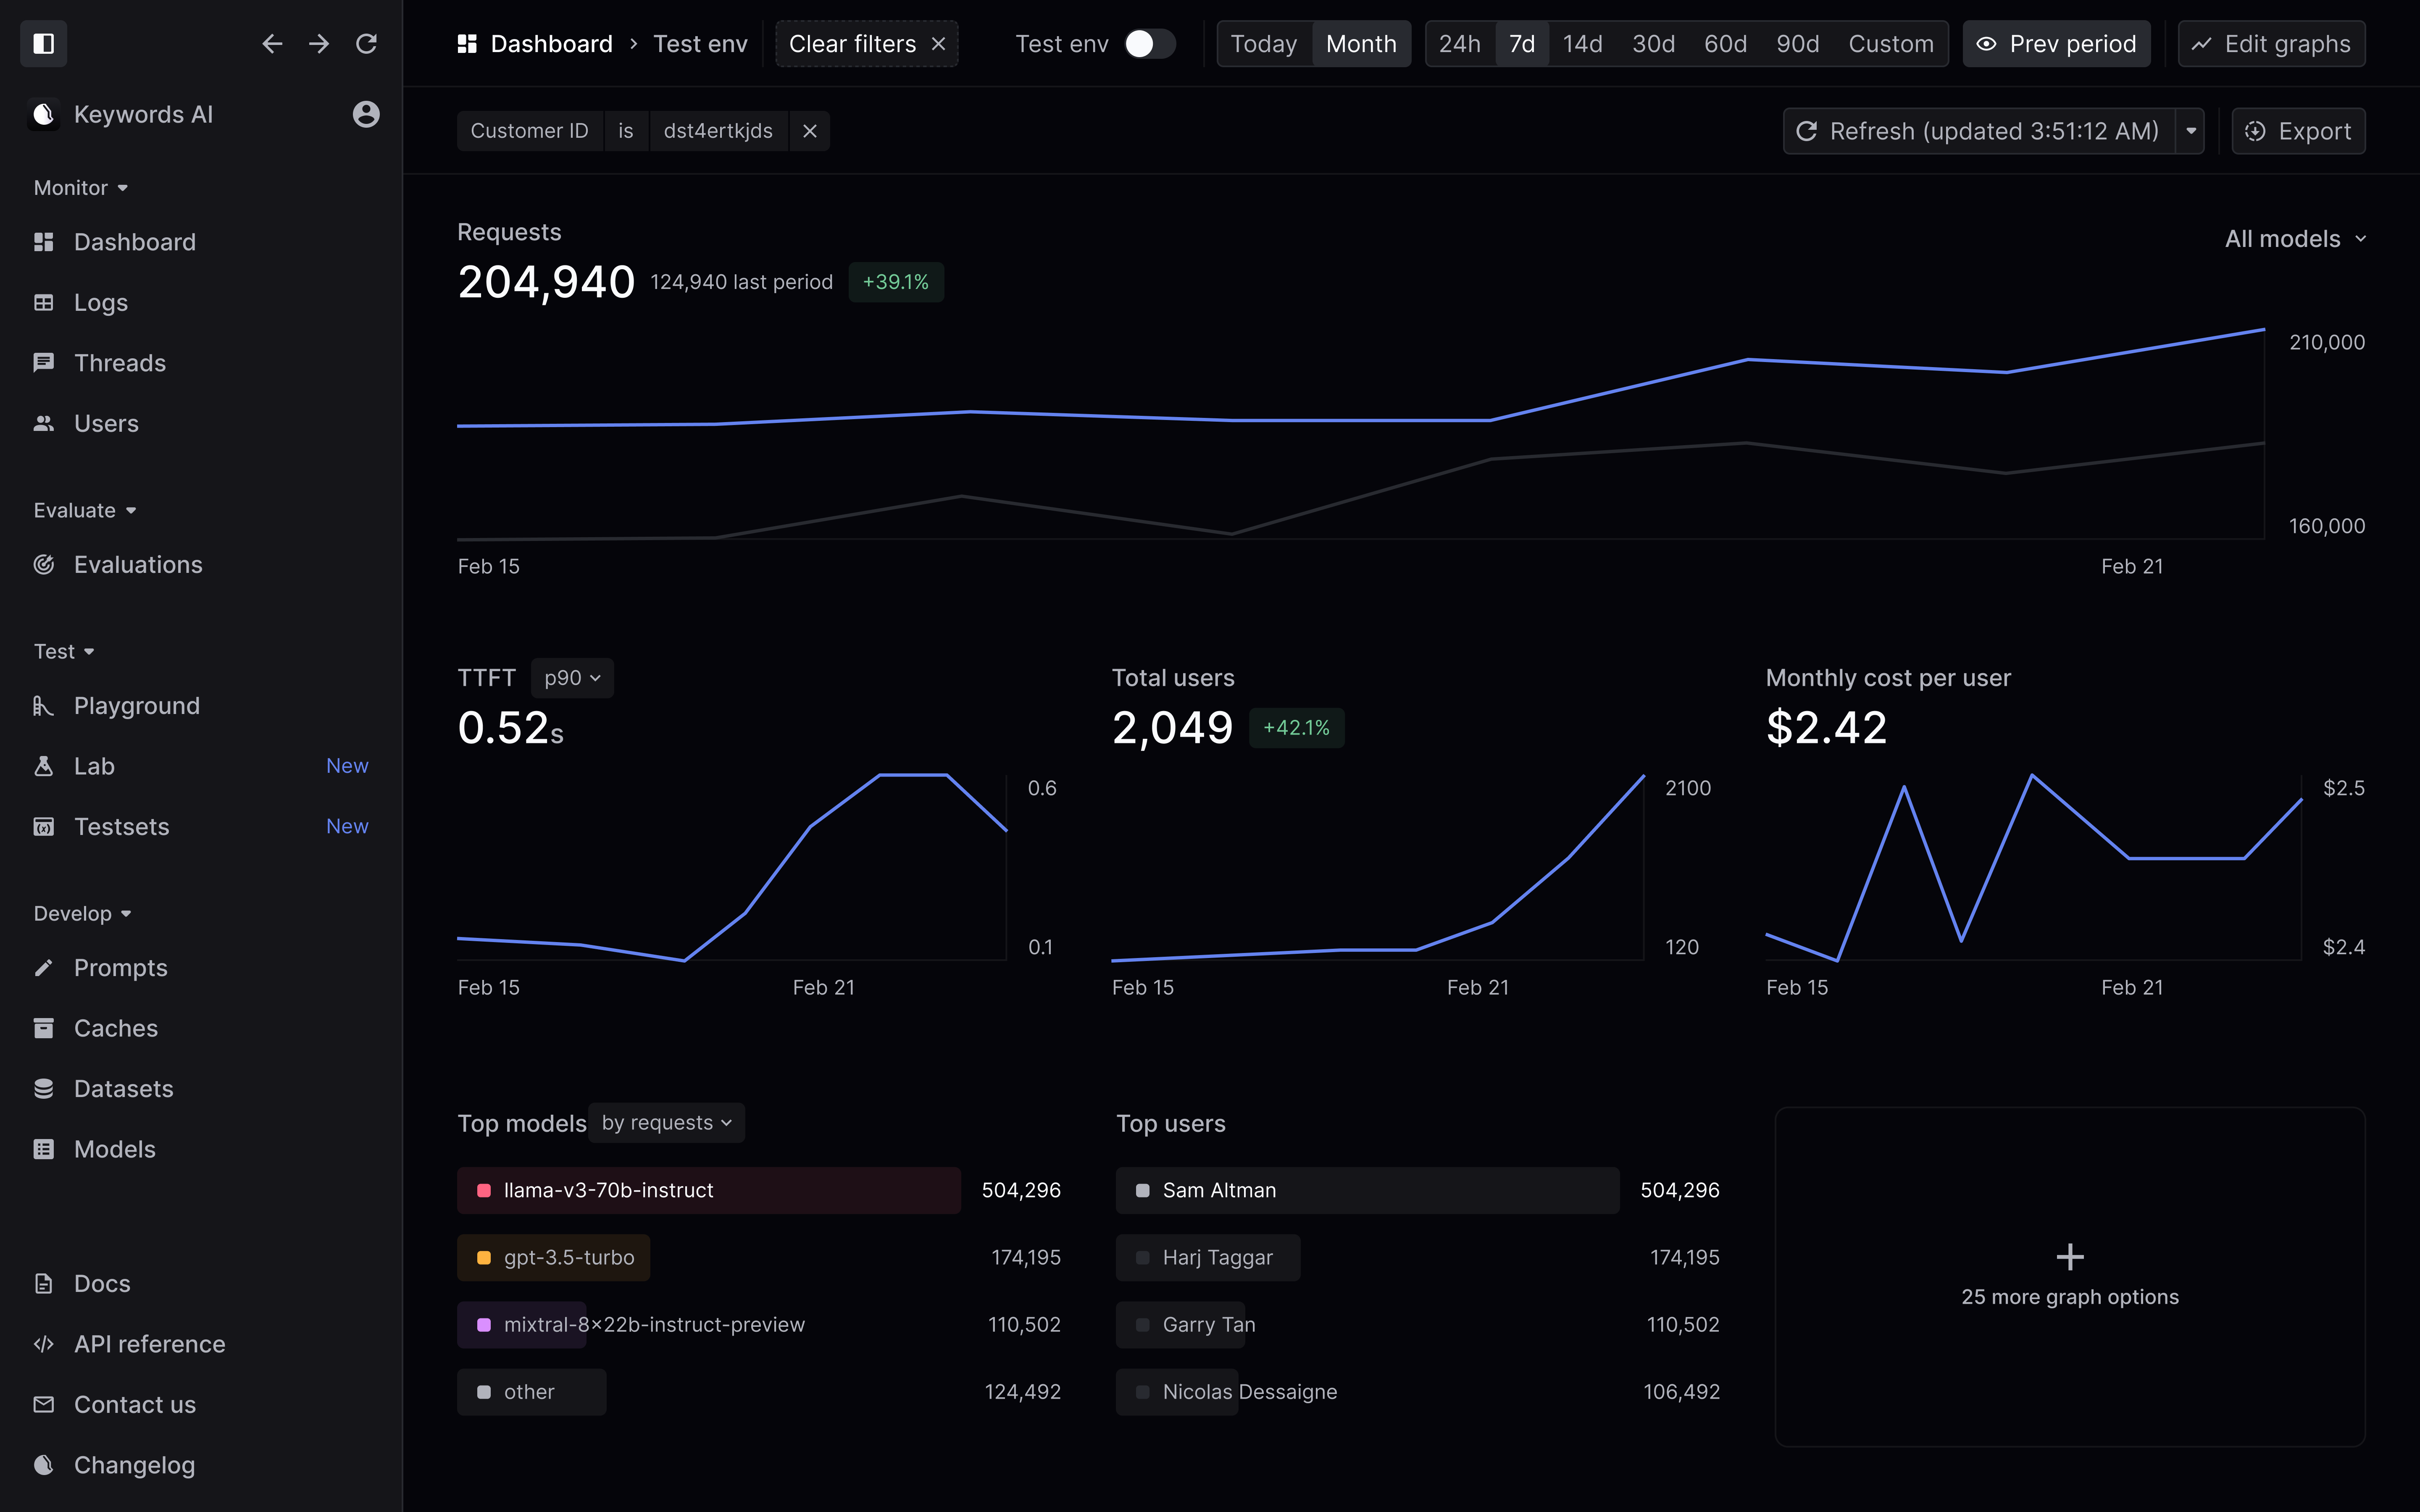 Keywords AI
Monitor
Dashboard
Logs
Threads
Users
Evaluate
Evaluations
Test
Playground
Lab New
Testsets New
Develop
Prompts
Caches
Datasets
Models
Docs
API reference
Contact us
Changelog
Dashboard › Test env Clear filters × Test env Today Month 24h 7d 14d 30d 60d 90d Custom Prev period Edit graphs
Customer ID is dst4ertkjds × Refresh (updated 3:51:12 AM) Export
Requests
All models
204,940 124,940 last period +39.1%
210,000
160,000
Feb 15 Feb 21
TTFT p90
0.52s
0.6
0.1
Feb 15 Feb 21
Total users
2,049 +42.1%
2100
120
Feb 15 Feb 21
Monthly cost per user
$2.42
$2.5
$2.4
Feb 15 Feb 21
Top models by requests
llama-v3-70b-instruct 504,296
gpt-3.5-turbo 174,195
mixtral-8×22b-instruct-preview 110,502
other 124,492
Top users
Sam Altman 504,296
Harj Taggar 174,195
Garry Tan 110,502
Nicolas Dessaigne 106,492
25 more graph options